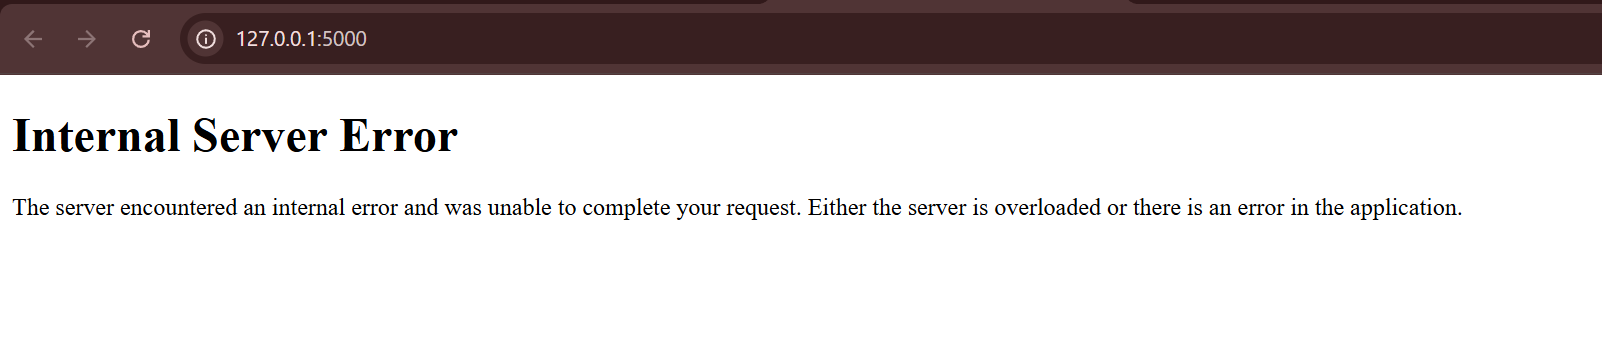 127.0.0.1:5000
Internal Server Error
The server encountered an internal error and was unable to complete your request. Either the server is overloaded or there is an error in the application.